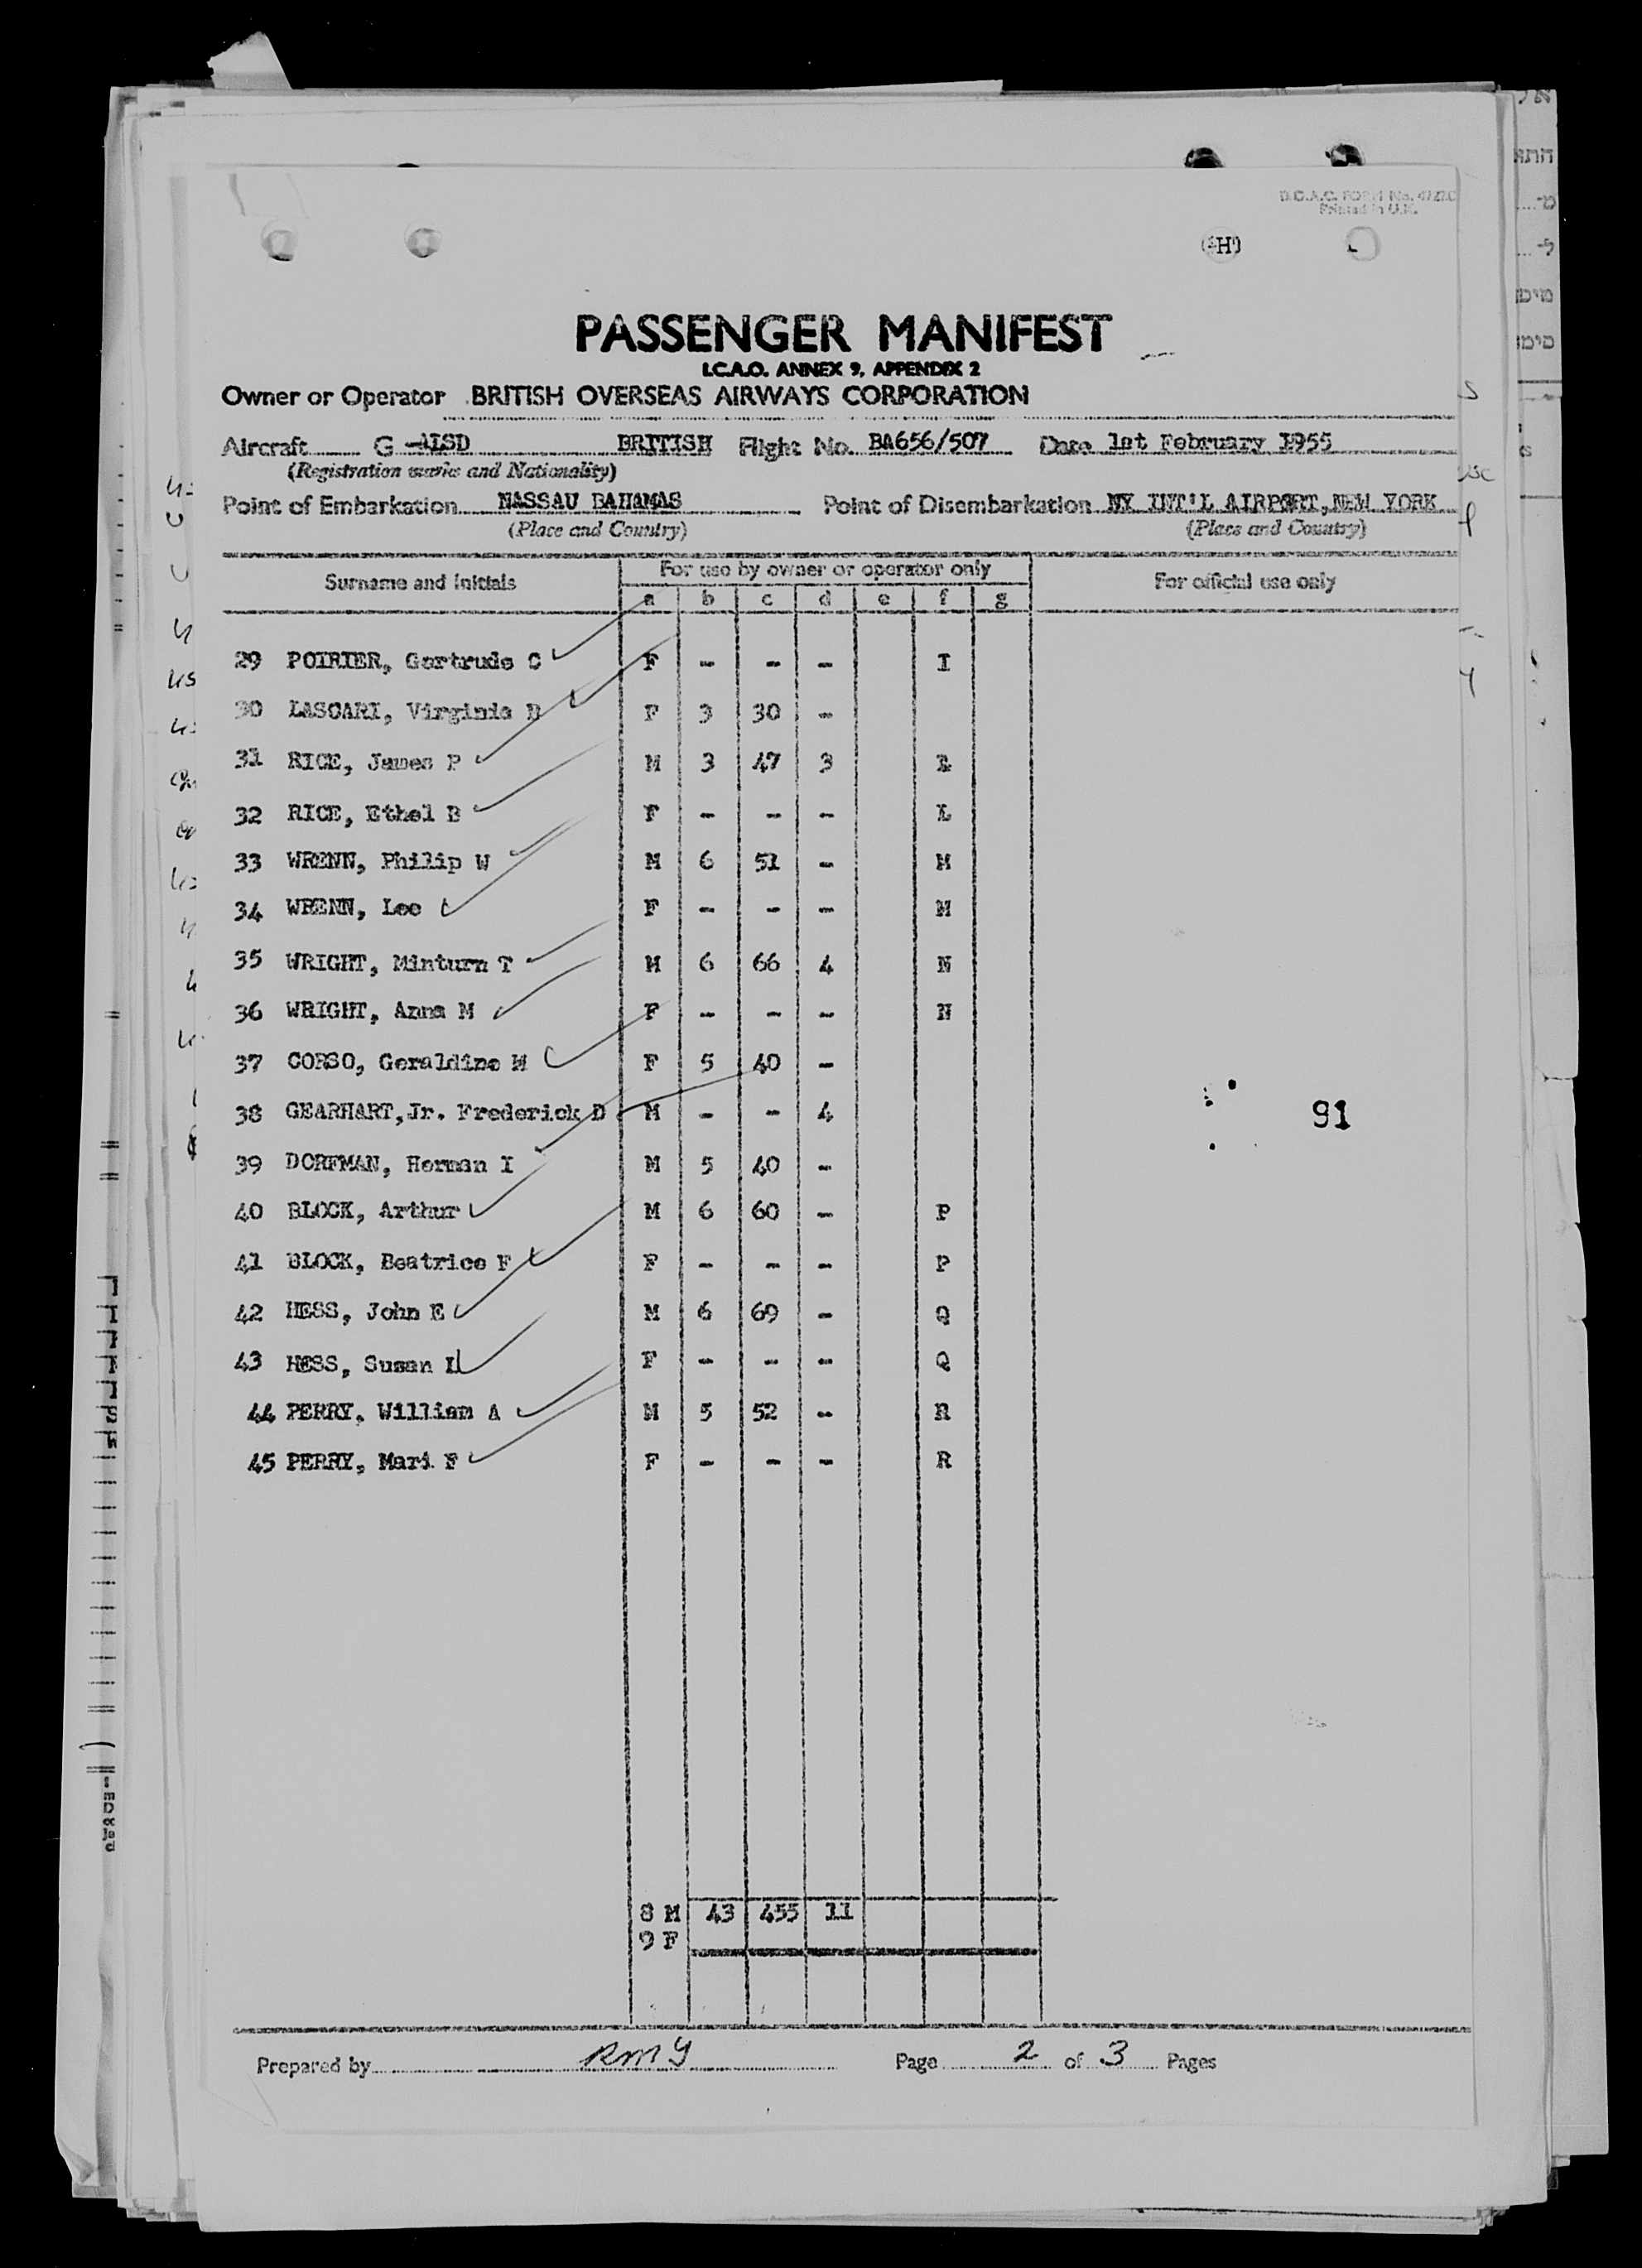 B.O.A.C. FORM No.
Printed in U.K.
PASSENGER MANIFEST
I.C.A.O. ANNEX 9, APPENDIX 2
Owner or Operator BRITISH OVERSEAS AIRWAYS CORPORATION
Aircraft G -ALSD BRITISH Flight No. BA656/507 Date 1st February 1955
(Registration marks and Nationality)
Point of Embarkation NASSAU BAHAMAS Point of Disembarkation NY INT'L AIRPORT, NEW YORK
(Place and Country) (Place and Country)
Surname and Initials For use by owner or operator only For official use only
a b c d e f g
29 POIRIER, Gertrude C F - - - I
30 LASCARI, Virginia B F 3 30 -
31 RICE, James P M 3 47 3 L
32 RICE, Ethel B F - - - L
33 WRENN, Philip W M 6 51 - M
34 WRENN, Lee F - - - M
35 WRIGHT, Minturn T M 6 66 4 N
36 WRIGHT, Anna M F - - - N
37 CORSO, Geraldine M F 5 40 -
38 GEARHART, Jr. Frederick D M - - 4
91
39 DORFMAN, Herman I M 5 40 -
40 BLOCK, Arthur M 6 60 - P
41 BLOCK, Beatrice F F - - - P
42 HESS, John E M 6 69 - Q
43 HESS, Susan L F - - - Q
44 PERRY, William A M 5 52 - R
45 PERRY, Mari F F - - - R
8 M 43 455 11
9 F
Prepared by RMY Page 2 of 3 Pages